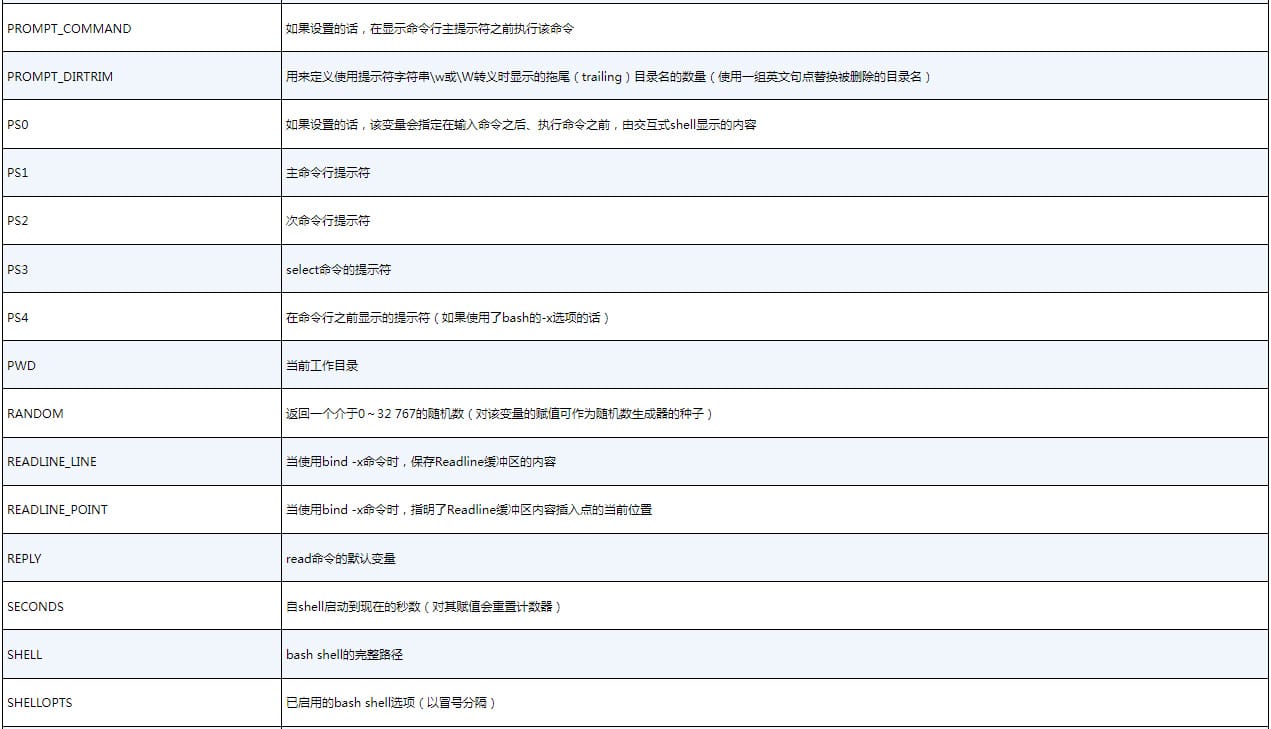 PROMPT_COMMAND 如果设置的话，在显示命令行主提示符之前执行该命令
PROMPT_DIRTRIM 用来定义使用提示符字符串\w或\W转义时显示的拖尾（trailing）目录名的数量（使用一组英文句点替换被删除的目录名）
PS0 如果设置的话，该变量会指定在输入命令之后、执行命令之前，由交互式shell显示的内容
PS1 主命令行提示符
PS2 次命令行提示符
PS3 select命令的提示符
PS4 在命令行之前显示的提示符（如果使用了bash的-x选项的话）
PWD 当前工作目录
RANDOM 返回一个介于0～32 767的随机数（对该变量的赋值可作为随机数生成器的种子）
READLINE_LINE 当使用bind -x命令时，保存Readline缓冲区的内容
READLINE_POINT 当使用bind -x命令时，指明了Readline缓冲区内容插入点的当前位置
REPLY read命令的默认变量
SECONDS 自shell启动到现在的秒数（对其赋值会重置计数器）
SHELL bash shell的完整路径
SHELLOPTS 已启用的bash shell选项（以冒号分隔）